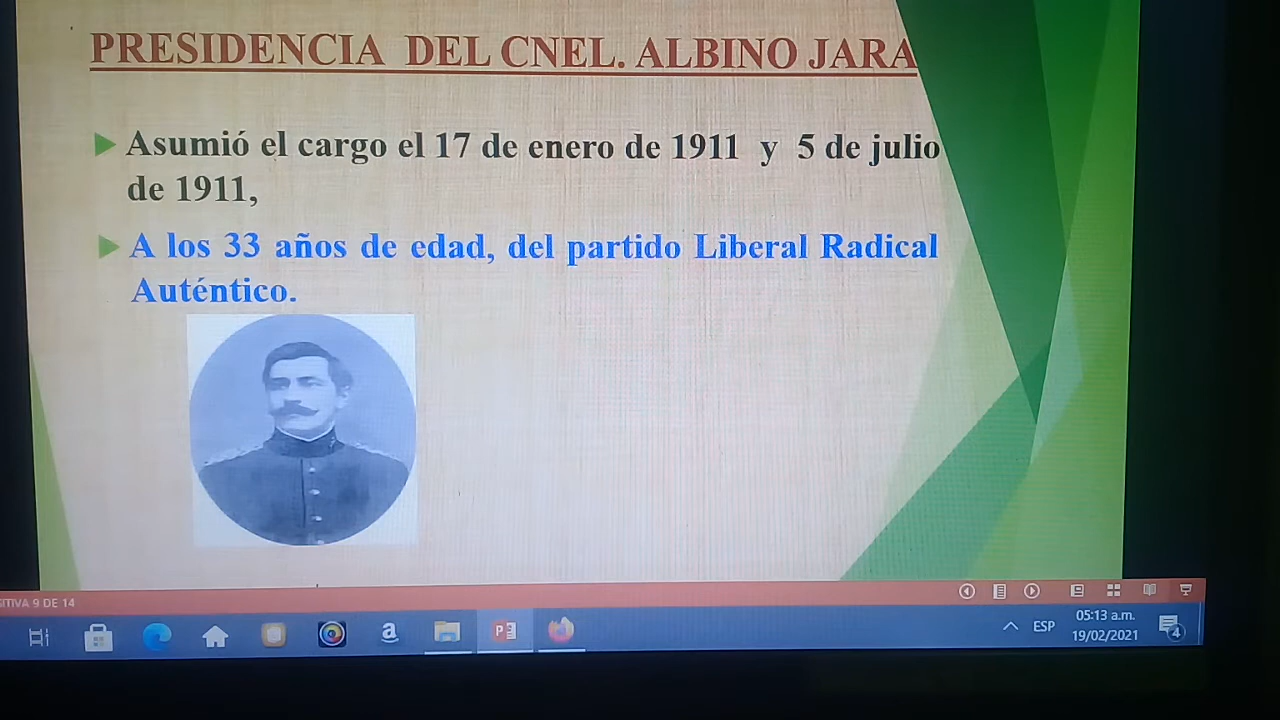 PRESIDENCIA DEL CNEL. ALBINO JARA
Asumió el cargo el 17 de enero de 1911 y 5 de julio
de 1911,
A los 33 años de edad, del partido Liberal Radical
Auténtico.
9 DE 14
ESP
05:13 a.m.
19/02/2021
4